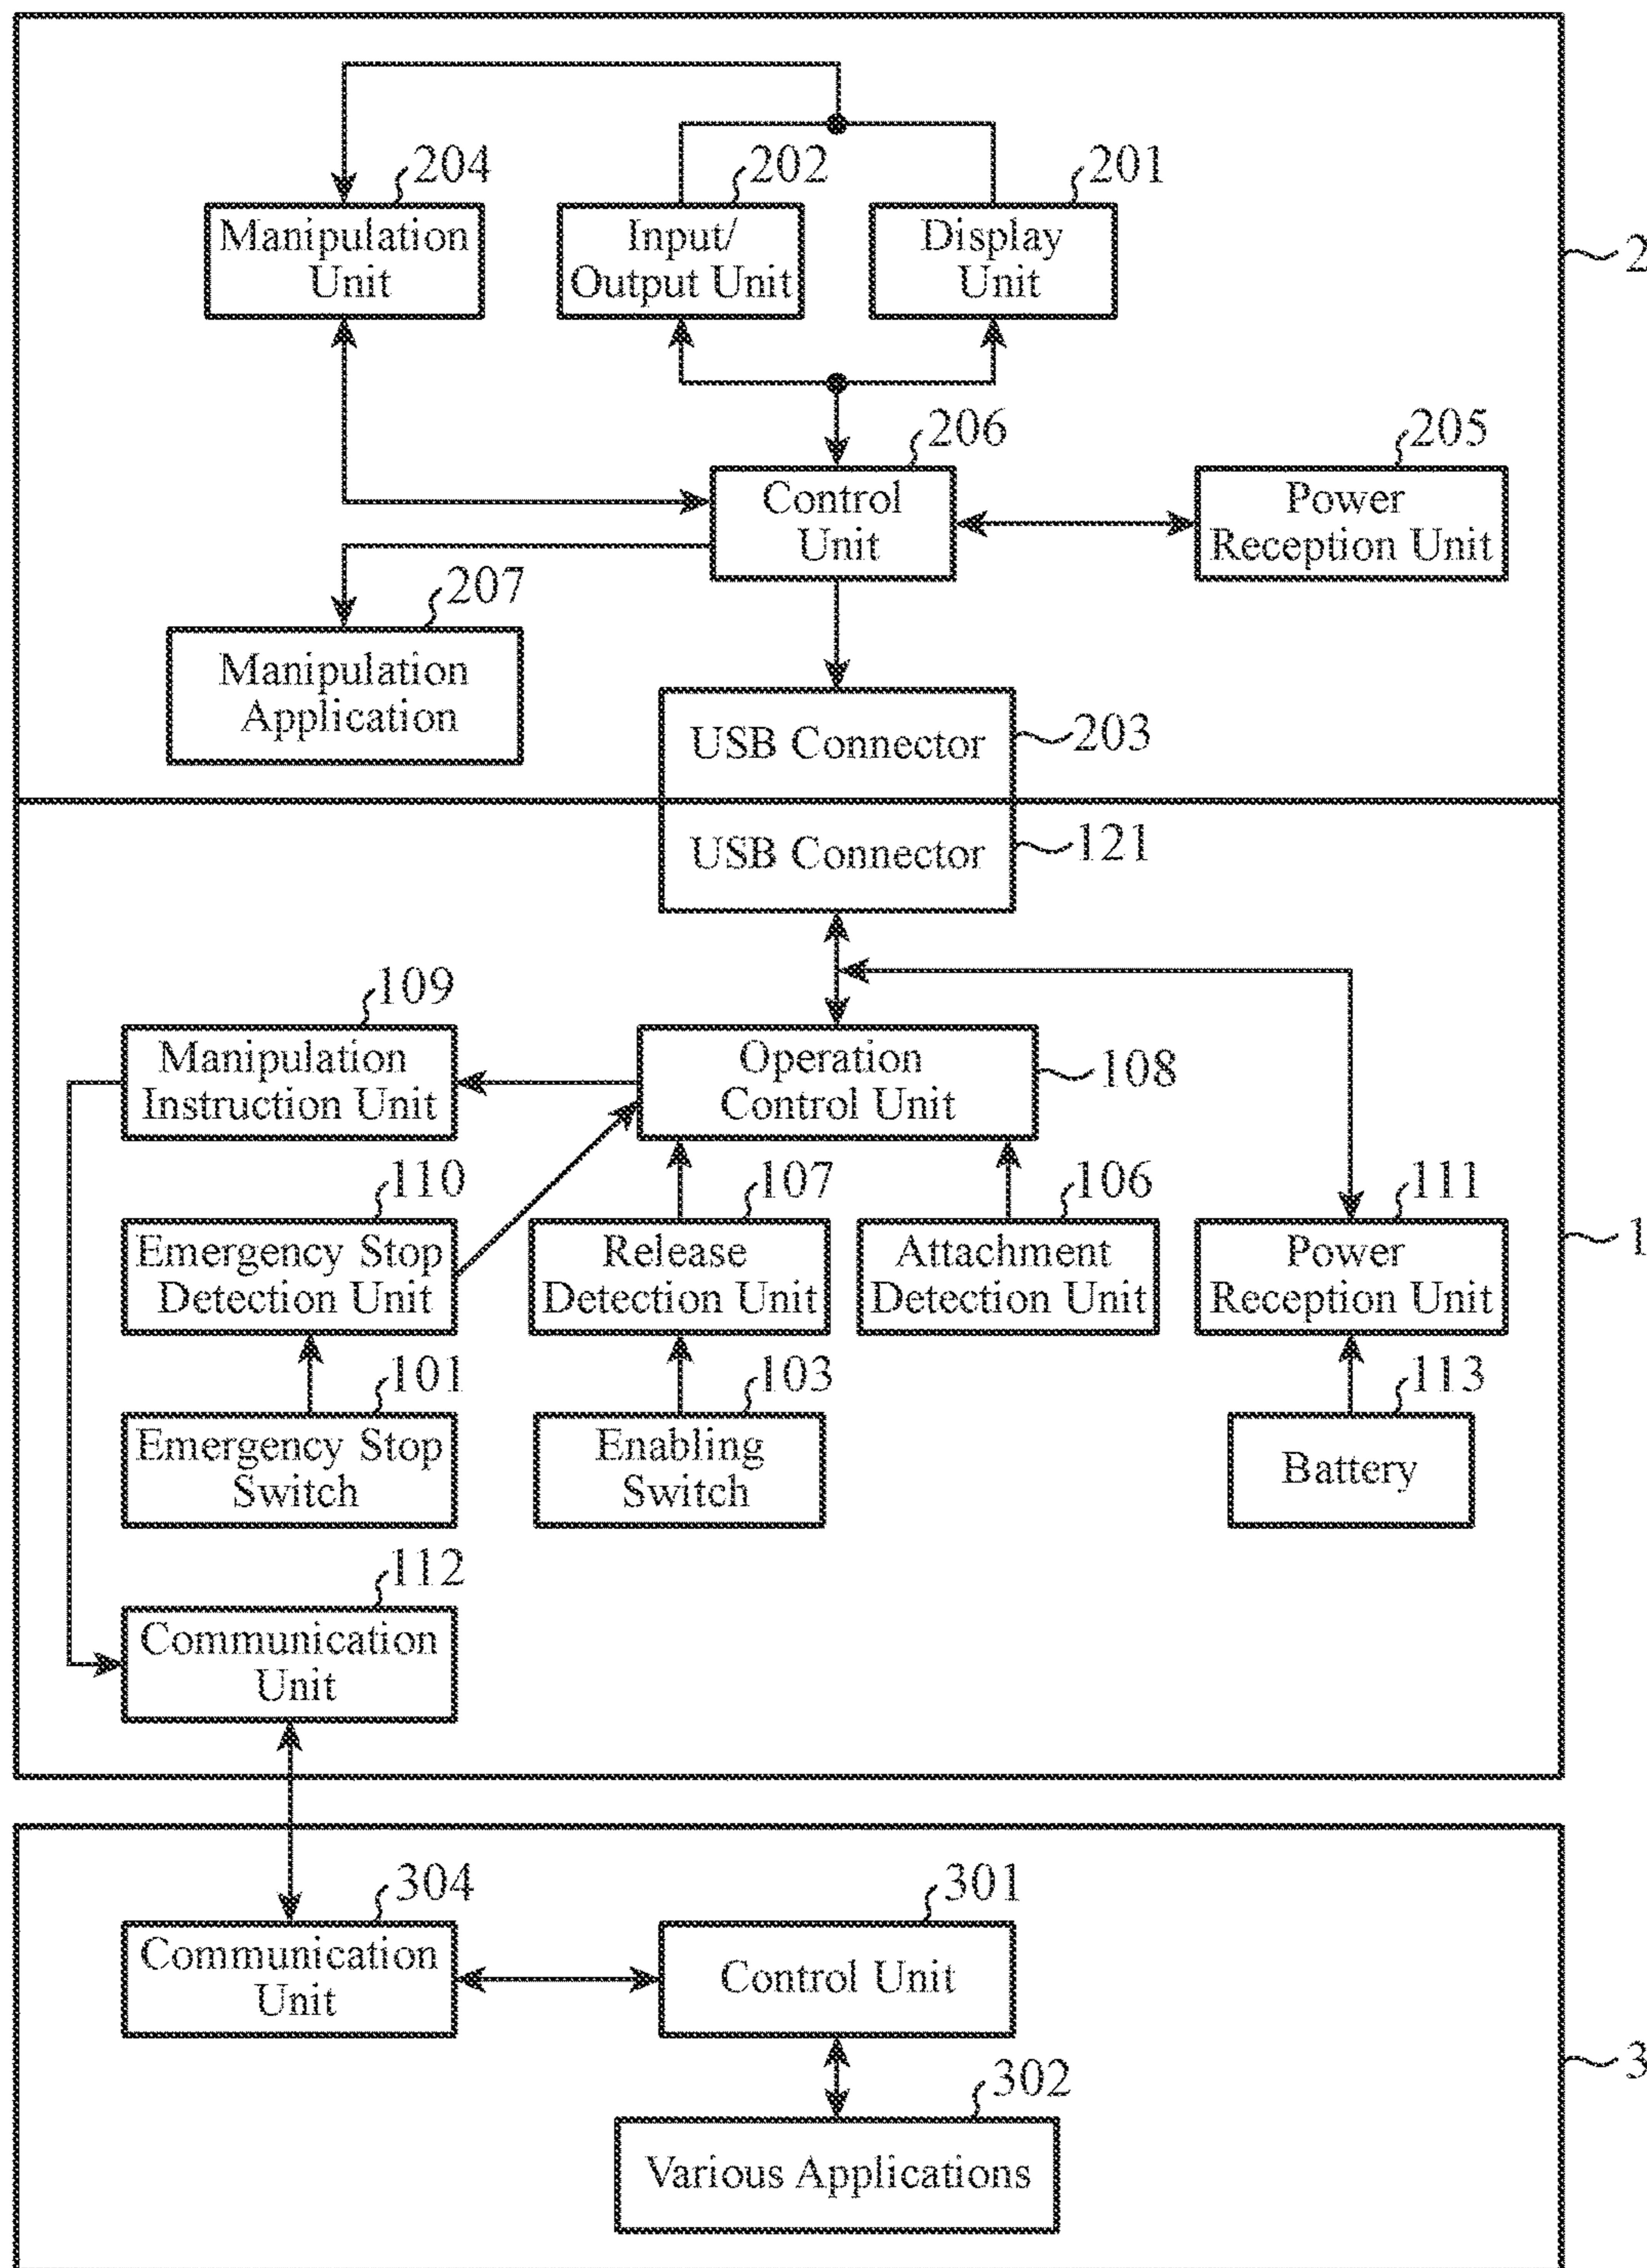 204
202
201
Manipulation
Unit
Input/
Output Unit
Display
Unit
2
206
205
Control
Unit
Power
Reception Unit
207
Manipulation
Application
USB Connector
203
USB Connector
121
109
Manipulation
Instruction Unit
Operation
Control Unit
108
110
107
106
111
Emergency Stop
Detection Unit
Release
Detection Unit
Attachment
Detection Unit
Power
Reception Unit
1
101
103
113
Emergency Stop
Switch
Enabling
Switch
Battery
112
Communication
Unit
304
301
Communication
Unit
Control Unit
3
302
Various Applications